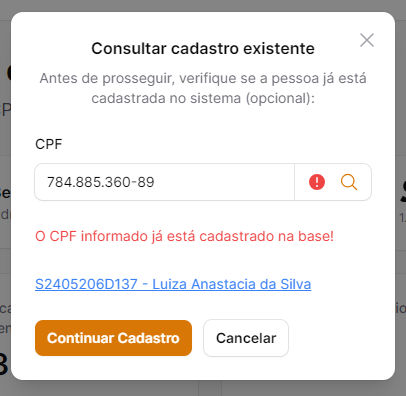 Consultar cadastro existente
Antes de prosseguir, verifique se a pessoa já está
cadastrada no sistema (opcional):
CPF
784.885.360-89
O CPF informado já está cadastrado na base!
S2405206D137 - Luiza Anastacia da Silva
Continuar Cadastro
Cancelar